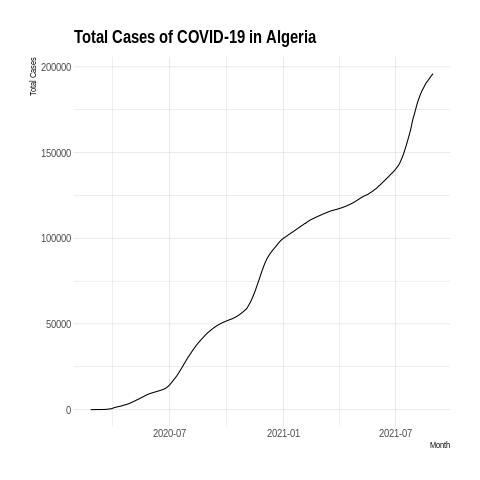 Total Cases of COVID-19 in Algeria
Total Cases
200000
150000
100000
50000
0
2020-07 2021-01 2021-07
Month